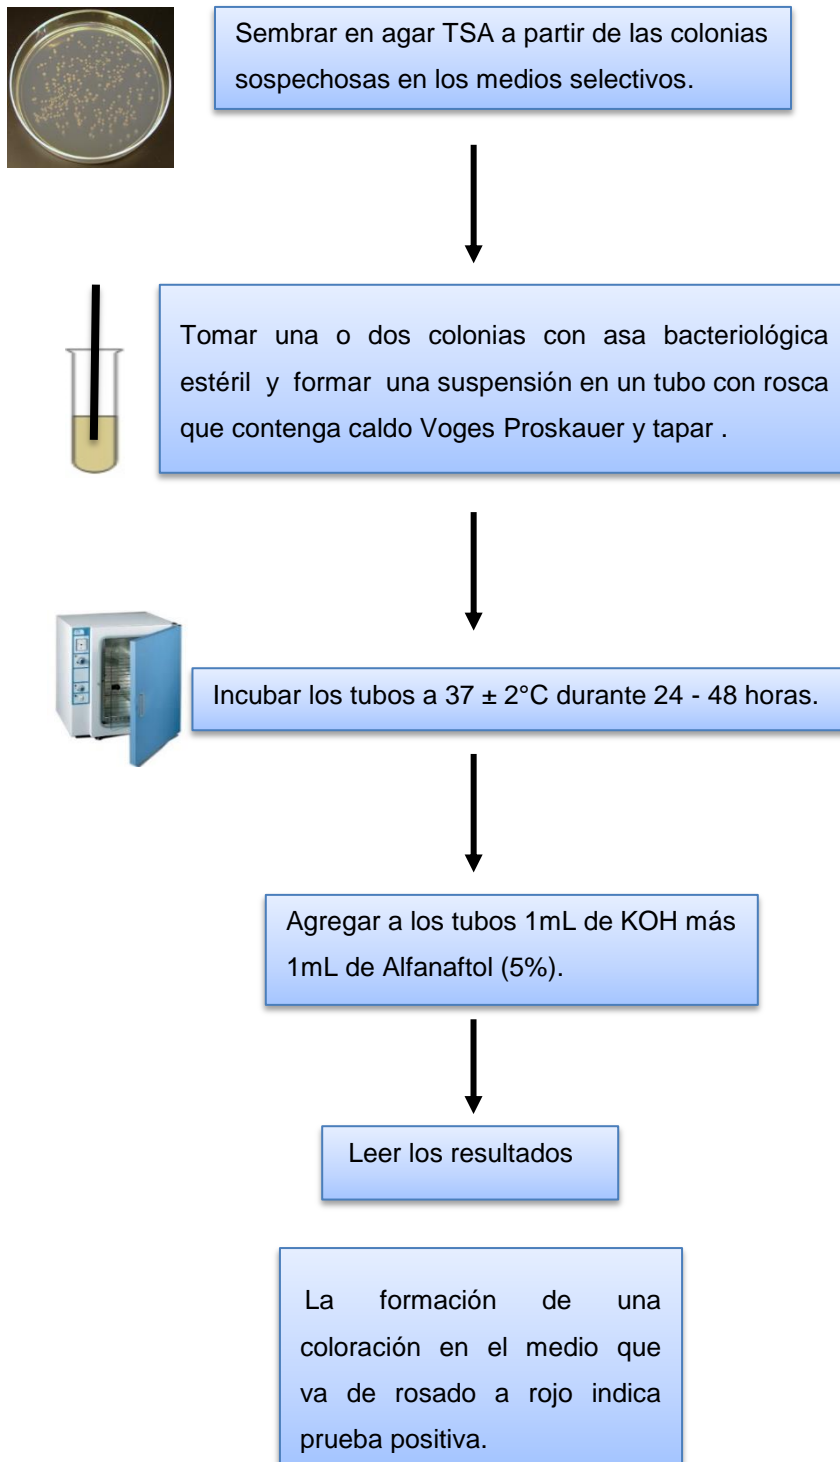 Sembrar en agar TSA a partir de las colonias
sospechosas en los medios selectivos.
Tomar una o dos colonias con asa bacteriológica
estéril y formar una suspensión en un tubo con rosca
que contenga caldo Voges Proskauer y tapar .
Incubar los tubos a 37 ± 2°C durante 24 - 48 horas.
Agregar a los tubos 1mL de KOH más
1mL de Alfanaftol (5%).
Leer los resultados
La formación de una
coloración en el medio que
va de rosado a rojo indica
prueba positiva.